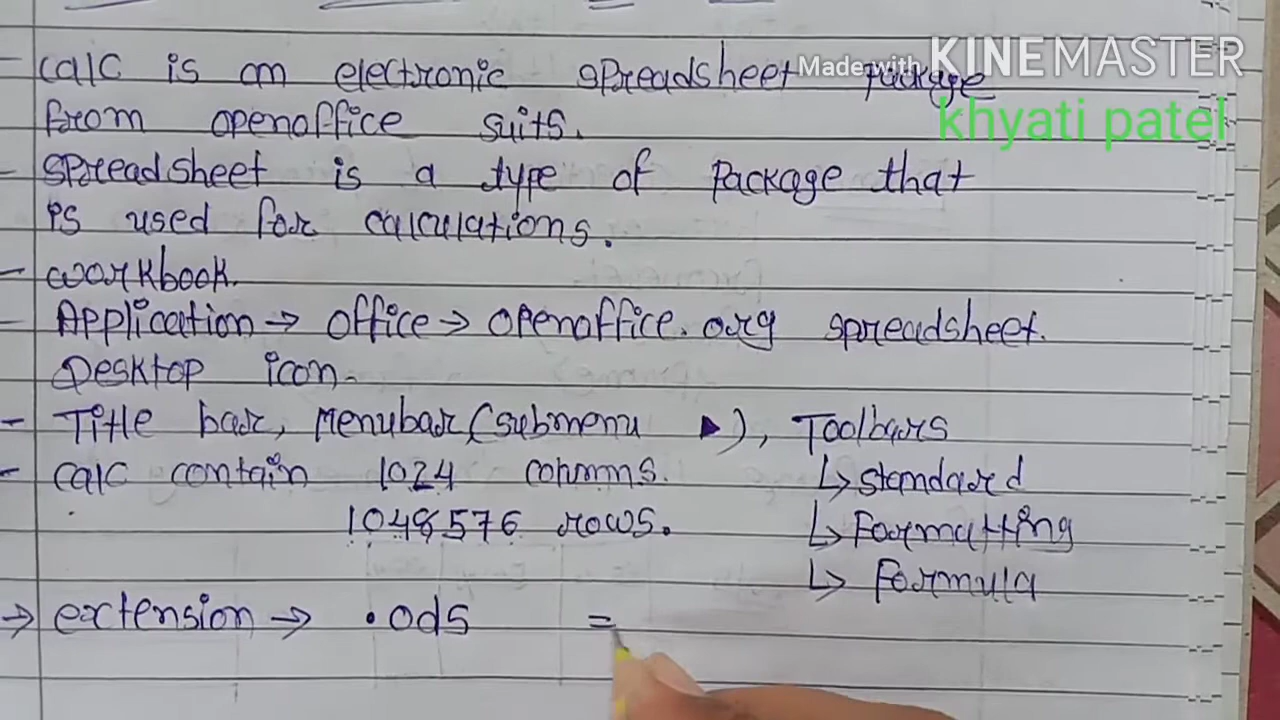 Made with KINEMASTER
khyati patel
- calc is an electronic spreadsheet package
from openoffice suits.
- spreadsheet is a type of package that
is used for calculations.
- workbook.
- Application → office → openoffice.org spreadsheet.
Desktop icon.
- Title bar, Menubar (submenu ▶), Toolbars
- calc contain 1024 columns. ↳ standard
1048576 rows. ↳ Formatting
↳ Formula
→ extension → .ods =